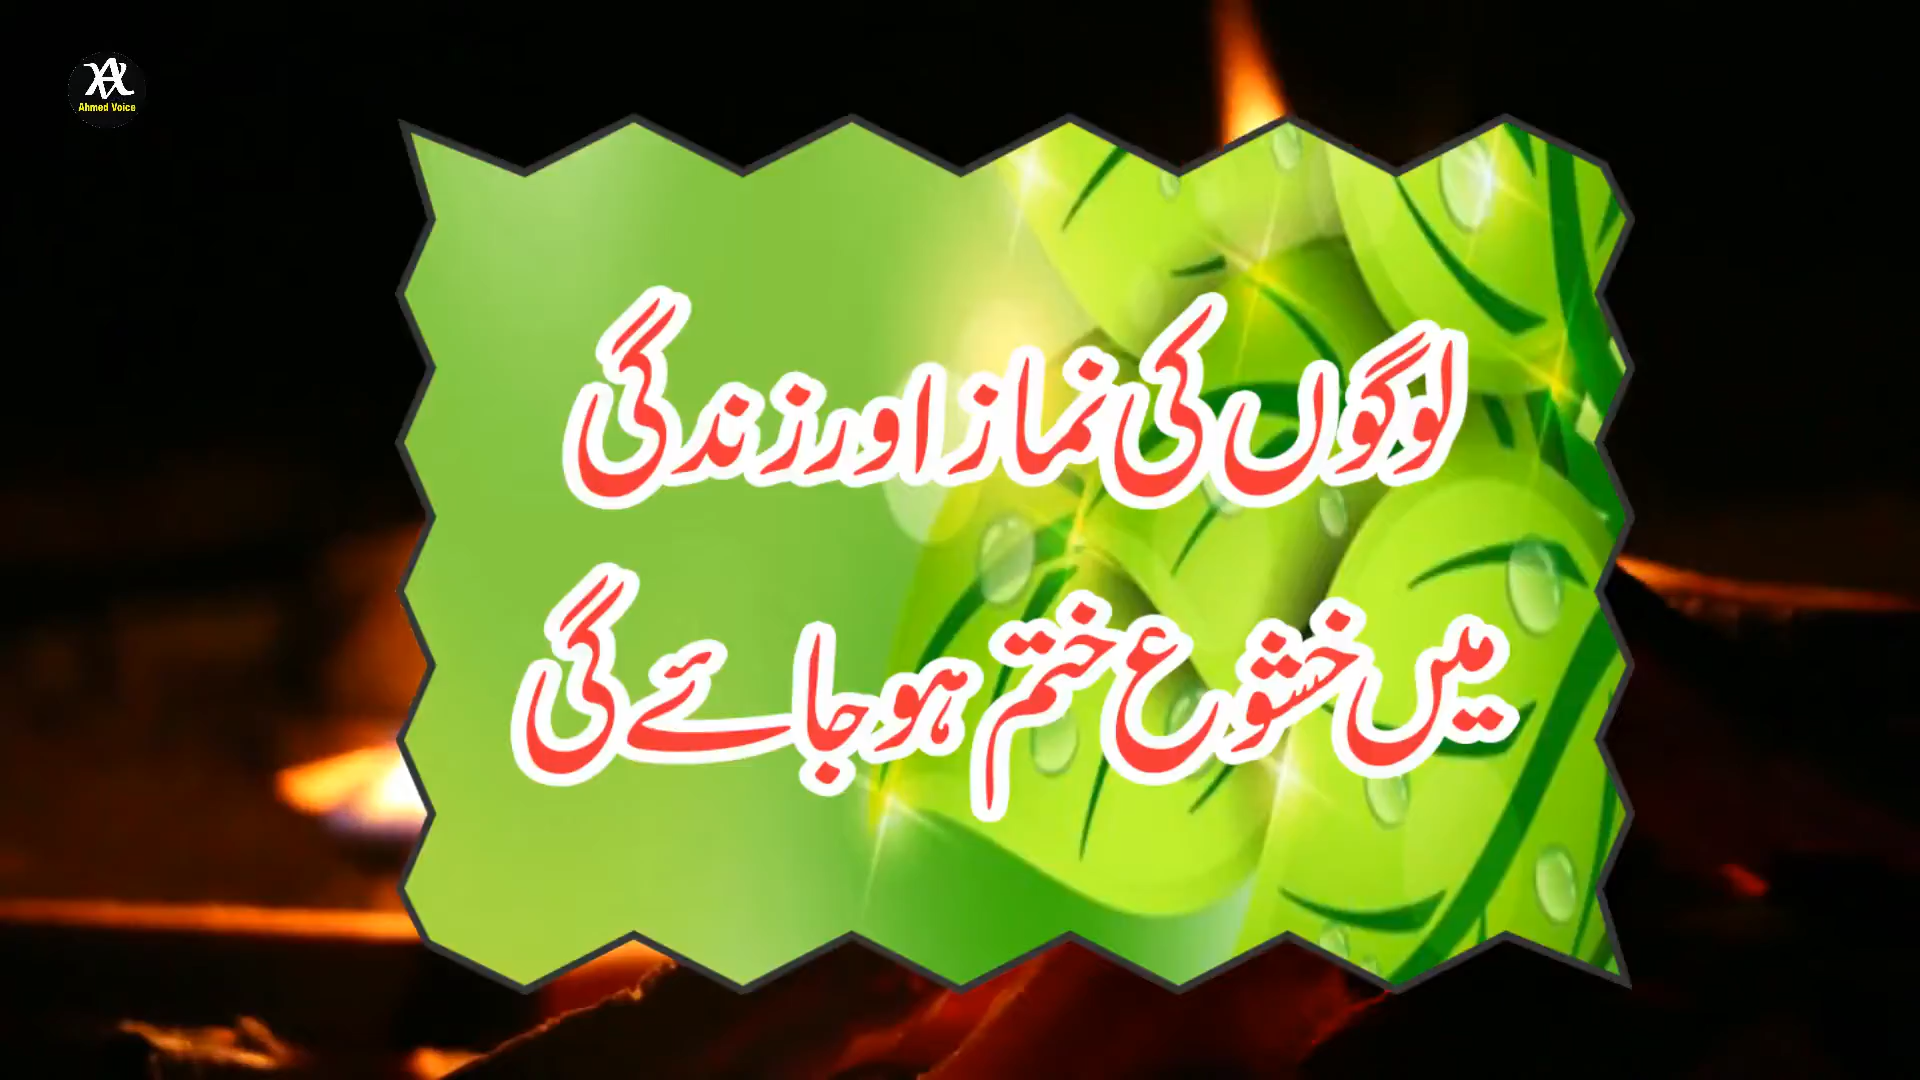 Ahmed Voice
لوگوں کی نماز اور زندگی
میں خشوع ختم ہو جائے گی